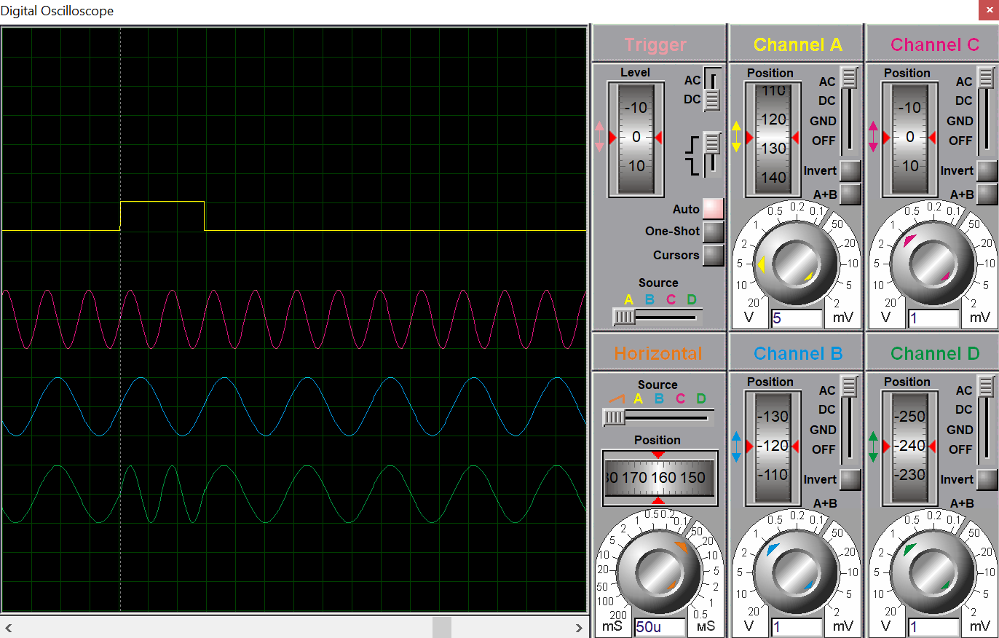 Digital Oscilloscope
Trigger
Level
-10
0
10
AC
DC
Auto
One-Shot
Cursors
Source
A B C D
Channel A
Position
110
120
130
140
AC
DC
GND
OFF
Invert
A+B
20 10 5 2 1 0.5 0.2 0.1 50 20 10 5 2
V
5
mV
Channel C
Position
-10
0
10
AC
DC
GND
OFF
Invert
A+B
20 10 5 2 1 0.5 0.2 0.1 50 20 10 5 2
V
1
mV
Horizontal
Source
A B C D
Position
170 160 150
200 100 50 20 10 5 2 1 0.5 0.2 0.1 50 20 10 5 2 1 0.5
mS
50u
мS
Channel B
Position
-130
-120
-110
AC
DC
GND
OFF
Invert
A+B
20 10 5 2 1 0.5 0.2 0.1 50 20 10 5 2
V
1
mV
Channel D
Position
-250
-240
-230
AC
DC
GND
OFF
Invert
A+B
20 10 5 2 1 0.5 0.2 0.1 50 20 10 5 2
V
1
mV